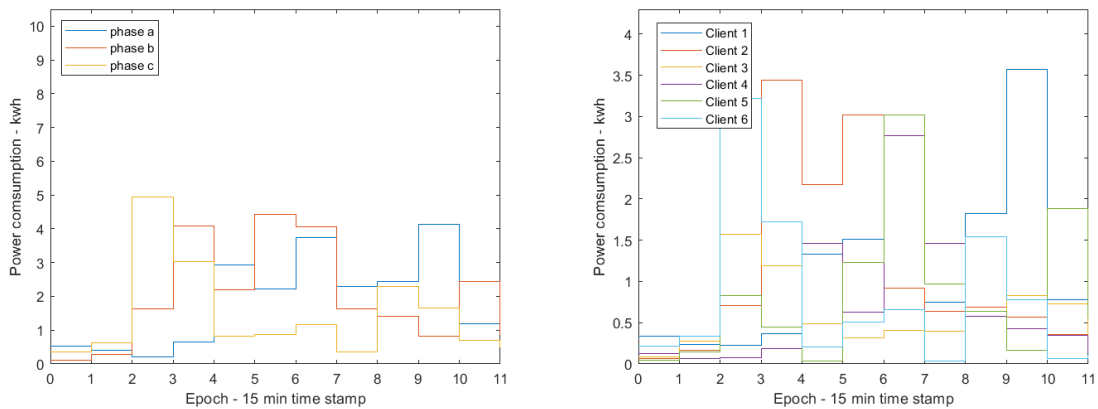 10
9
8
7
6
5
4
3
2
1
0
Power comsumption - kwh
phase a
phase b
phase c
0 1 2 3 4 5 6 7 8 9 10 11
Epoch - 15 min time stamp
4
3.5
3
2.5
2
1.5
1
0.5
0
Power comsumption - kwh
Client 1
Client 2
Client 3
Client 4
Client 5
Client 6
0 1 2 3 4 5 6 7 8 9 10 11
Epoch - 15 min time stamp